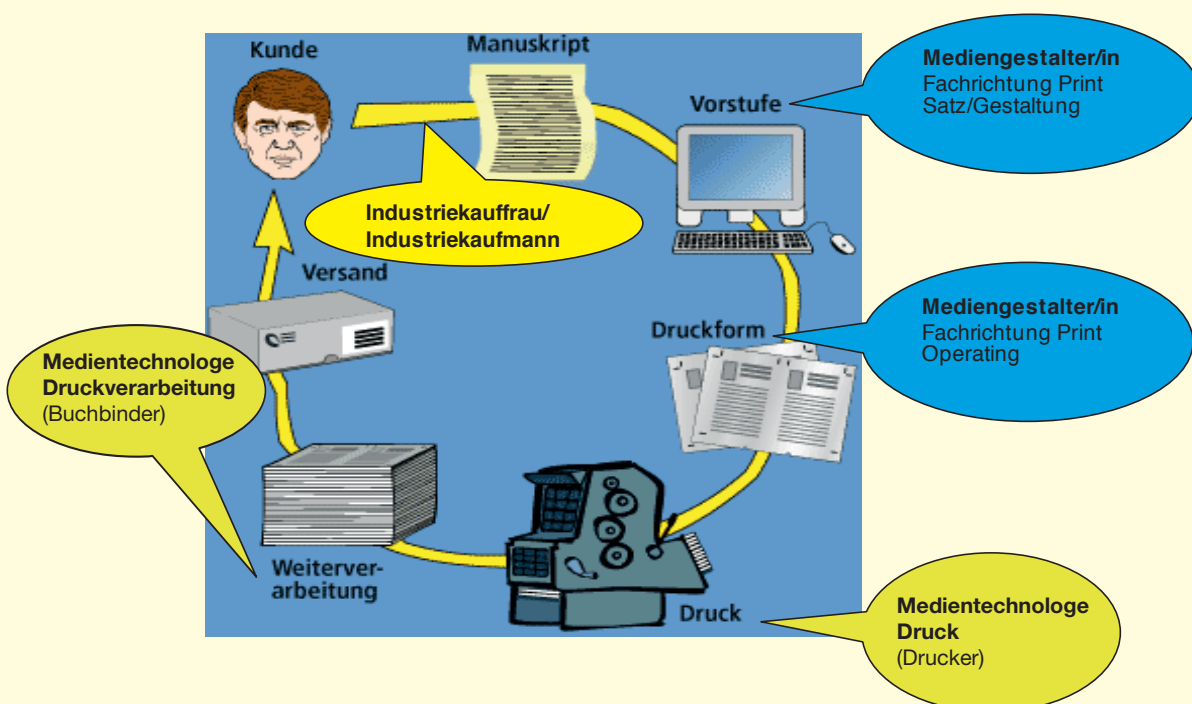 Kunde
Manuskript
Vorstufe
Mediengestalter/in
Fachrichtung Print
Satz/Gestaltung
Industriekauffrau/
Industriekaufmann
Versand
Druckform
Mediengestalter/in
Fachrichtung Print
Operating
Medientechnologe
Druckverarbeitung
(Buchbinder)
Weiterver-
arbeitung
Druck
Medientechnologe
Druck
(Drucker)